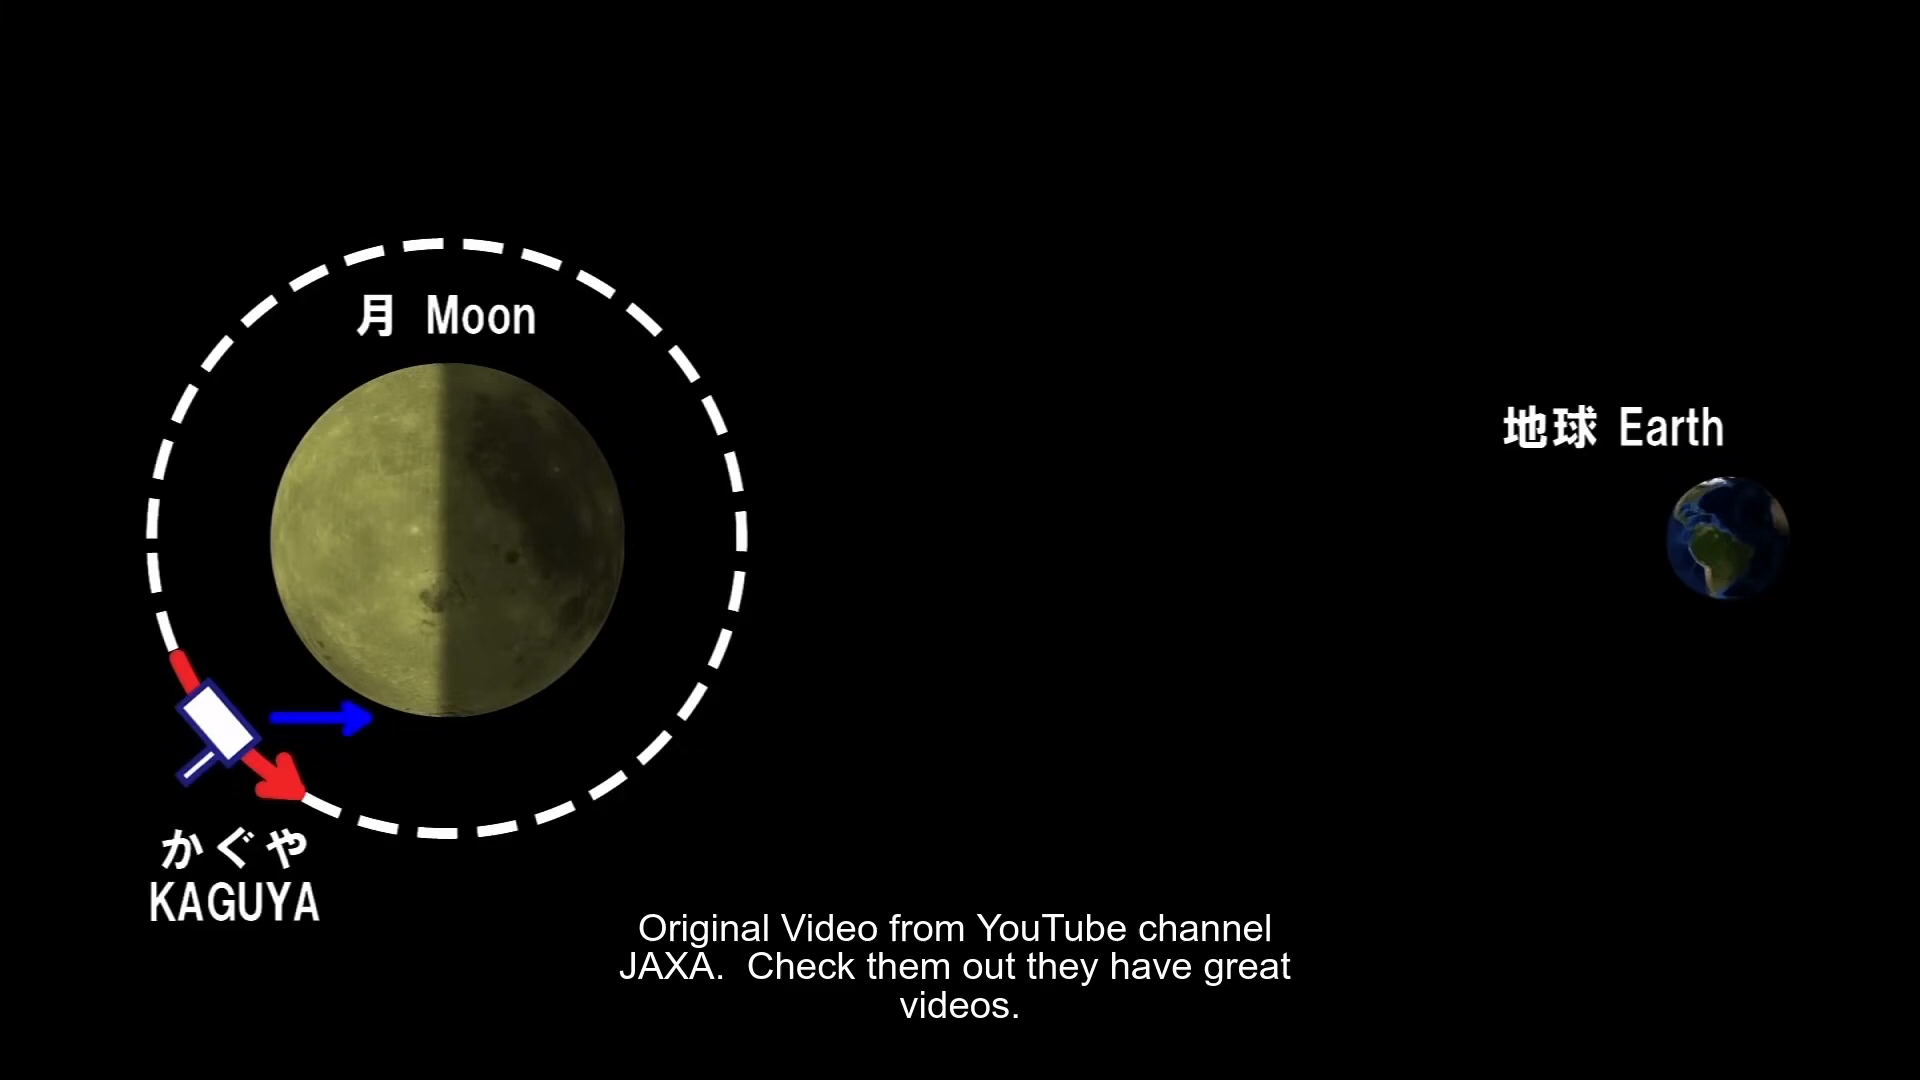 月 Moon
地球 Earth
かぐや
KAGUYA
Original Video from YouTube channel
JAXA.  Check them out they have great
videos.